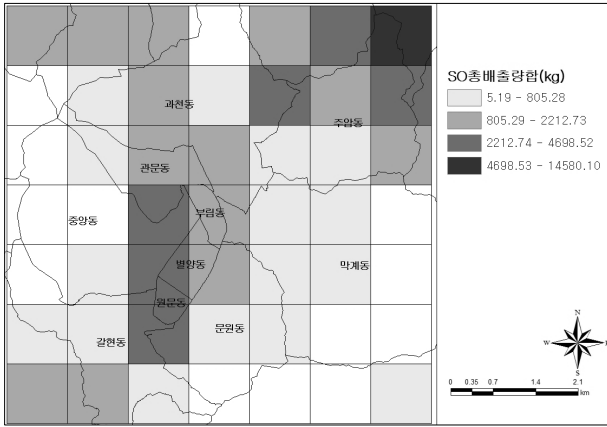 SO총배출량합(kg)
5.19 - 805.28
805.29 - 2212.73
2212.74 - 4698.52
4698.53 - 14580.10
과천동
주암동
관문동
중앙동
부림동
별양동
막계동
원문동
갈현동
문원동
N
W
E
S
0 0.35 0.7 1.4 2.1
km